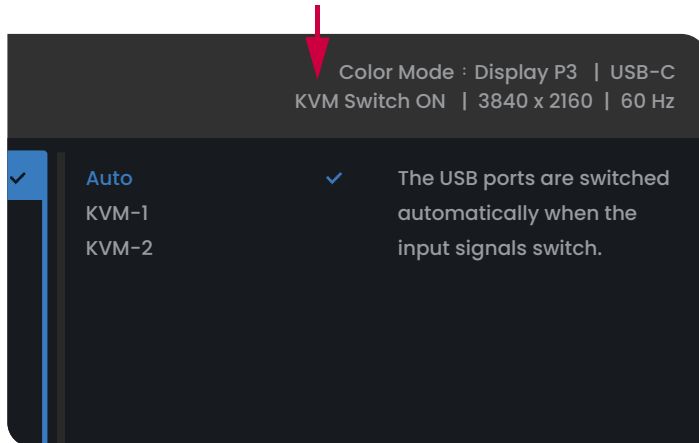 Color Mode : Display P3 | USB-C
KVM Switch ON | 3840 x 2160 | 60 Hz
Auto
KVM-1
KVM-2
The USB ports are switched
automatically when the
input signals switch.